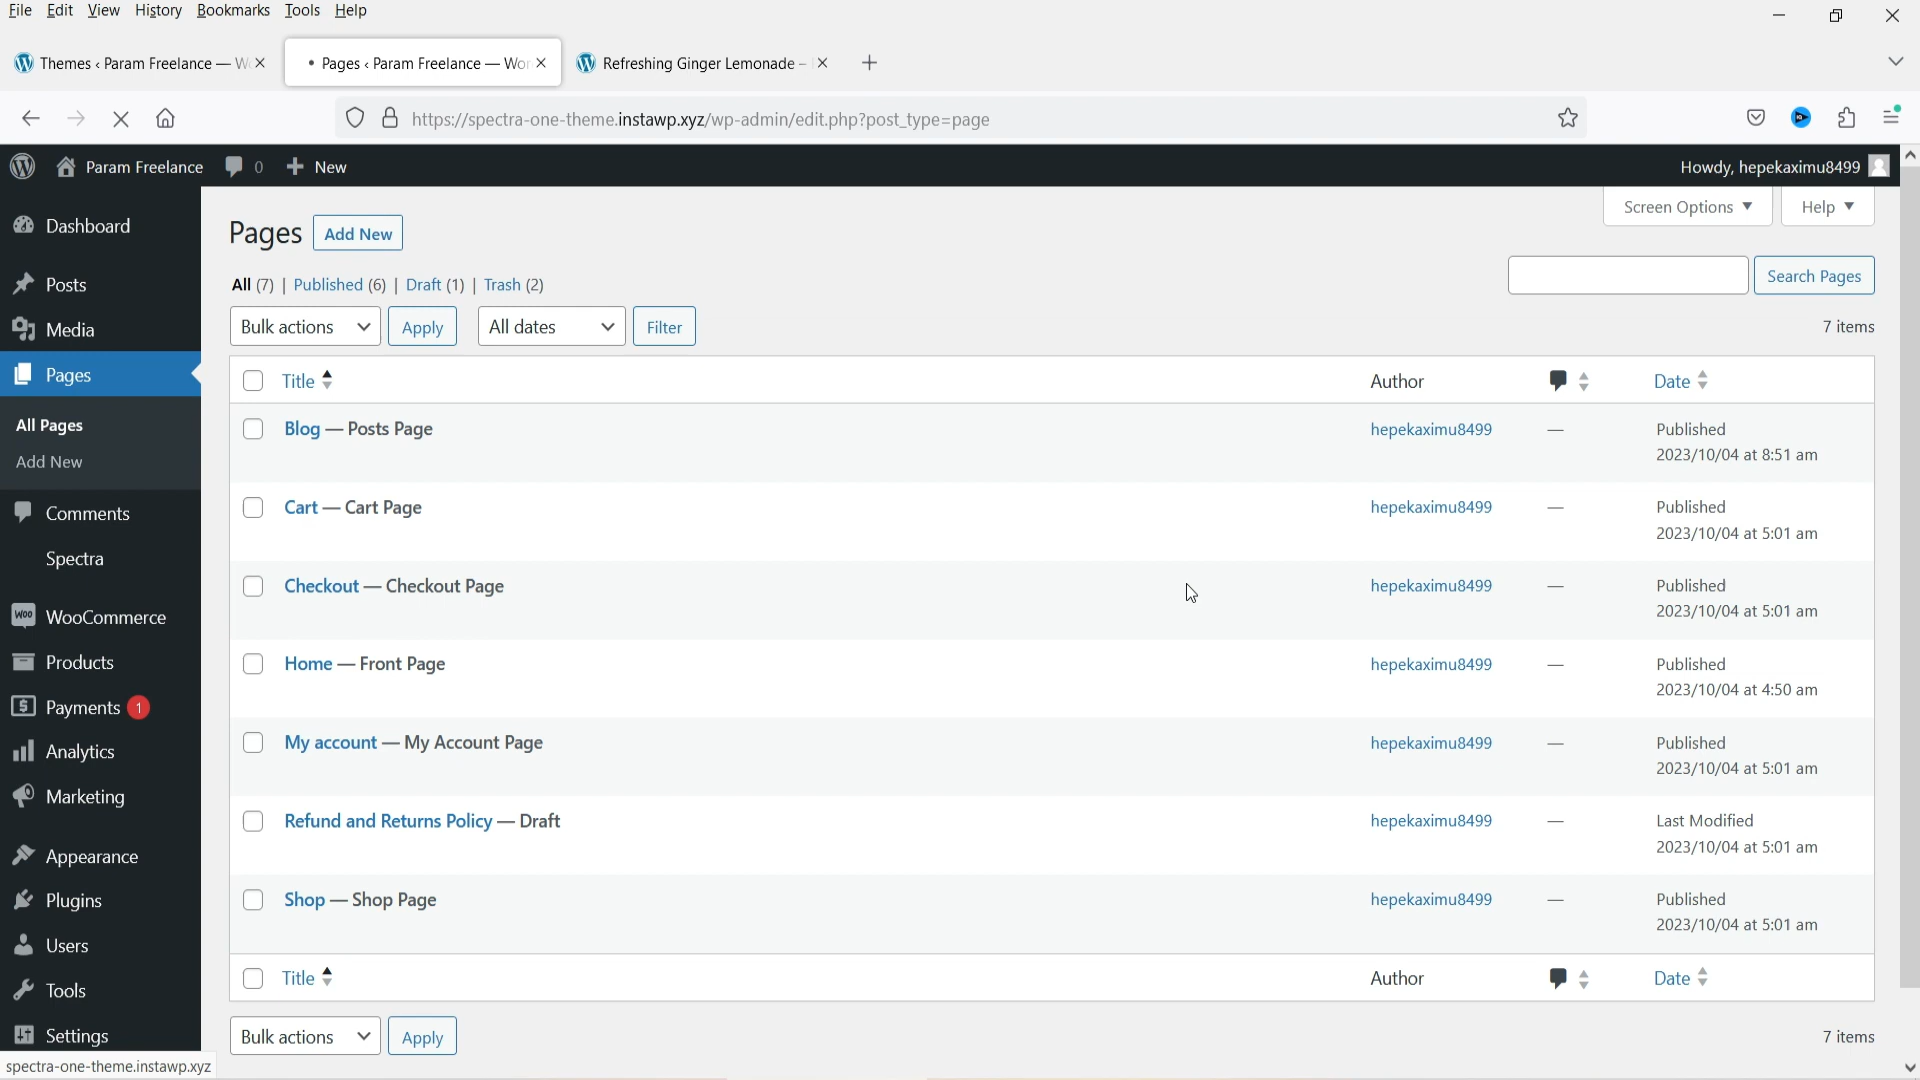 File Edit View History Bookmarks Tools Help
Themes ‹ Param Freelance — W
Pages ‹ Param Freelance — Wor
Refreshing Ginger Lemonade –
https://spectra-one-theme.instawp.xyz/wp-admin/edit.php?post_type=page
Param Freelance 0 New Howdy, hepekaximu8499
Screen Options Help
Dashboard
Posts
Media
Pages
All Pages
Add New
Comments
Spectra
WooCommerce
Products
Payments 1
Analytics
Marketing
Appearance
Plugins
Users
Tools
Settings
spectra-one-theme.instawp.xyz
Pages Add New
All (7) | Published (6) | Draft (1) | Trash (2)
Search Pages
Bulk actions Apply All dates Filter 7 items
Title Author Date
Blog — Posts Page hepekaximu8499 — Published
2023/10/04 at 8:51 am
Cart — Cart Page hepekaximu8499 — Published
2023/10/04 at 5:01 am
Checkout — Checkout Page hepekaximu8499 — Published
2023/10/04 at 5:01 am
Home — Front Page hepekaximu8499 — Published
2023/10/04 at 4:50 am
My account — My Account Page hepekaximu8499 — Published
2023/10/04 at 5:01 am
Refund and Returns Policy — Draft hepekaximu8499 — Last Modified
2023/10/04 at 5:01 am
Shop — Shop Page hepekaximu8499 — Published
2023/10/04 at 5:01 am
Title Author Date
Bulk actions Apply 7 items